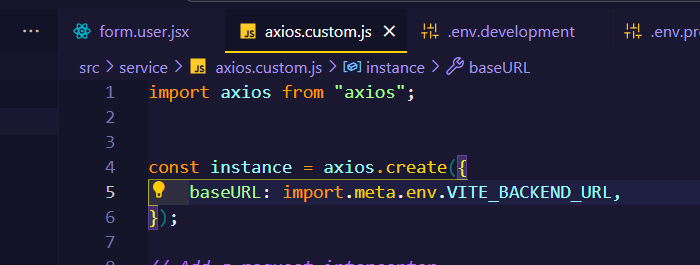 ... form.user.jsx JS axios.custom.js .env.development .env.pr
src > service > JS axios.custom.js > instance > baseURL
1 import axios from "axios";
2
3
4 const instance = axios.create({
5 baseURL: import.meta.env.VITE_BACKEND_URL,
6 });
7